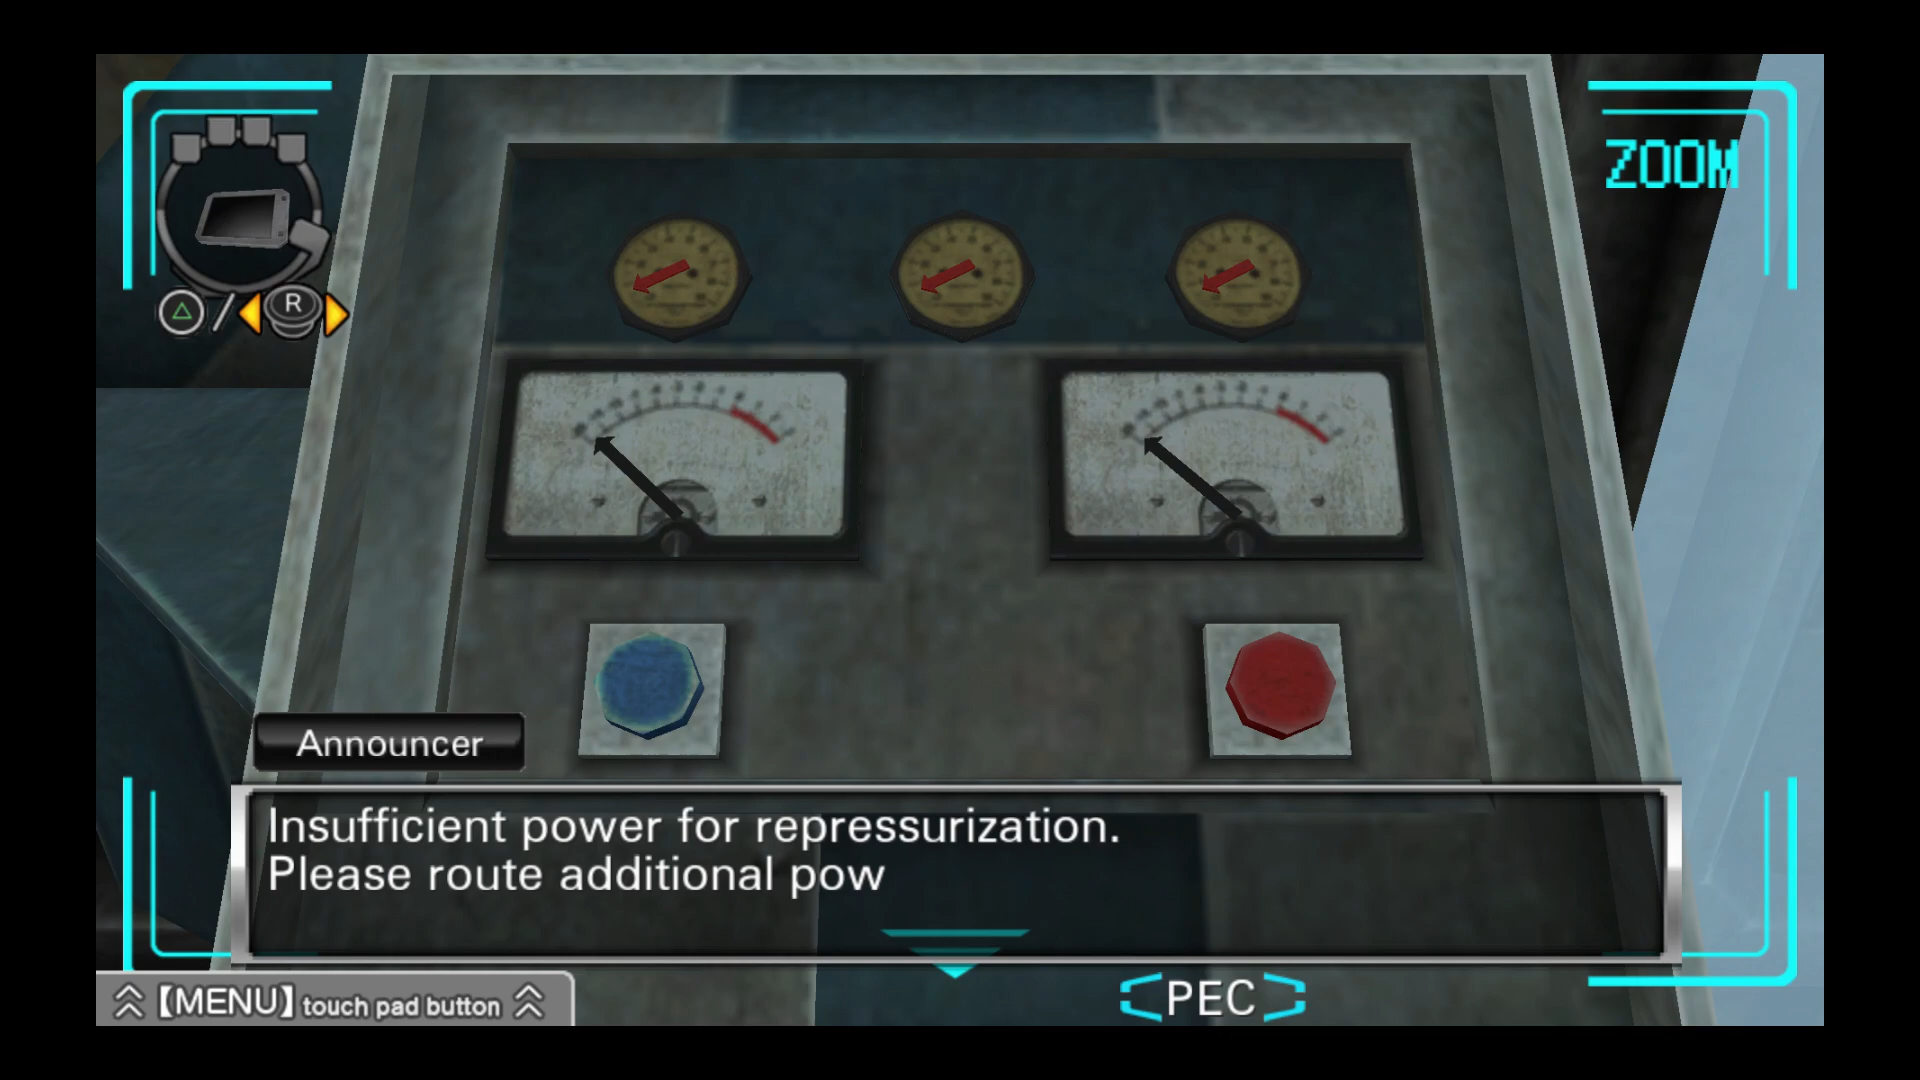 ZOOM
R
Announcer
Insufficient power for repressurization.
Please route additional pow
【MENU】touch pad button
PEC